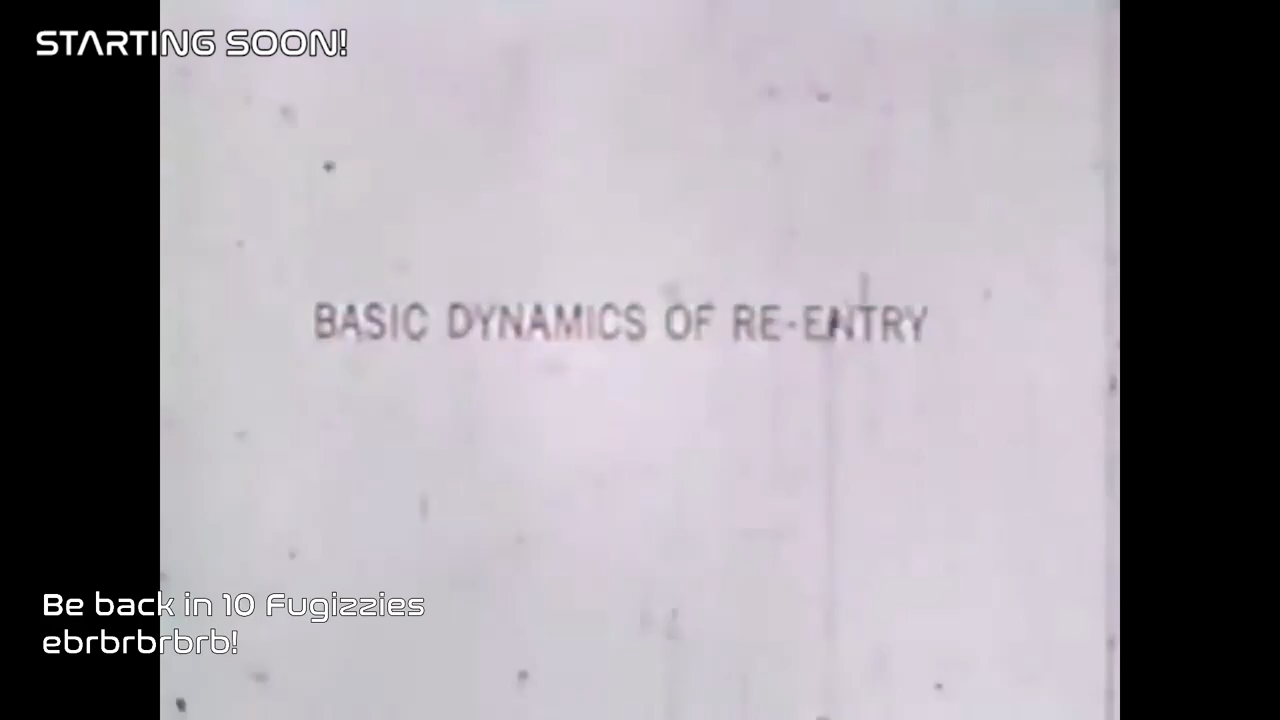 STARTING SOON!
BASIC DYNAMICS OF RE-ENTRY
Be back in 10 Fugizzies
ebrbrbrbrb!